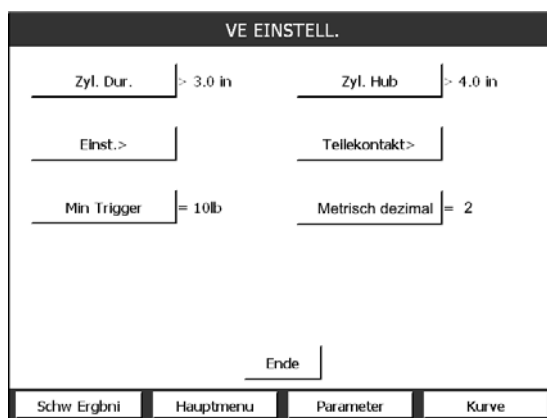 VE EINSTELL.
Zyl. Dur. > 3.0 in Zyl. Hub > 4.0 in
Einst.> Teilekontakt>
Min Trigger = 10lb Metrisch dezimal = 2
Ende
Schw Ergbni Hauptmenu Parameter Kurve